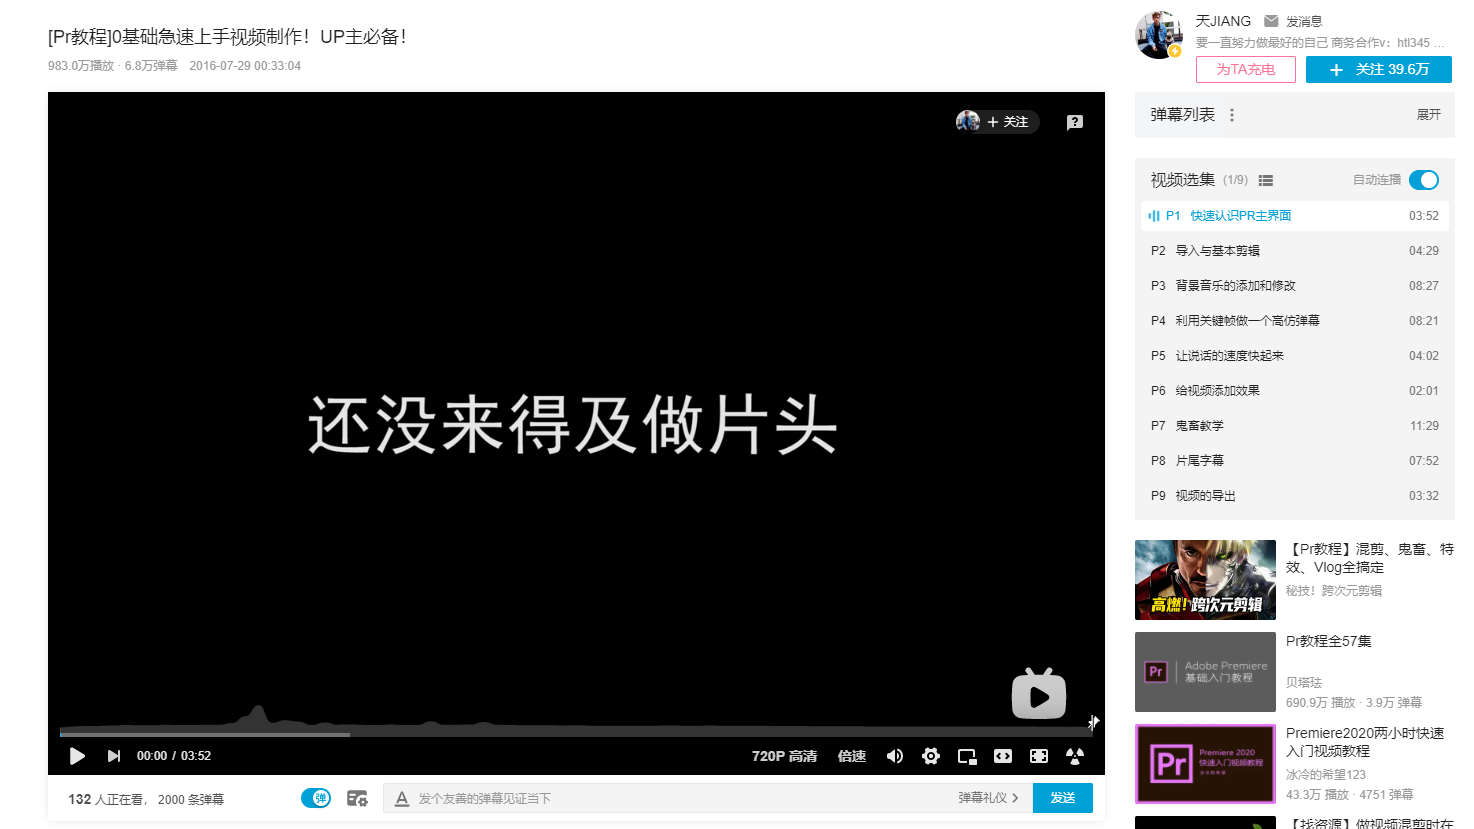 [Pr教程]0基础急速上手视频制作！UP主必备！
983.0万播放 · 6.8万弹幕 2016-07-29 00:33:04
天JIANG 发消息
要一直努力做最好的自己 商务合作v：htl345 ...
为TA充电
+ 关注 39.6万
+ 关注
还没来得及做片头
00:00 / 03:52
720P 高清 倍速
132 人正在看， 2000 条弹幕
弹
发个友善的弹幕见证当下
弹幕礼仪 >
发送
弹幕列表
展开
视频选集 (1/9)
自动连播
P1 快速认识PR主界面 03:52
P2 导入与基本剪辑 04:29
P3 背景音乐的添加和修改 08:27
P4 利用关键帧做一个高仿弹幕 08:21
P5 让说话的速度快起来 04:02
P6 给视频添加效果 02:01
P7 鬼畜教学 11:29
P8 片尾字幕 07:52
P9 视频的导出 03:32
高燃！跨次元剪辑
【Pr教程】混剪、鬼畜、特
效、Vlog全搞定
秘技！跨次元剪辑
Pr
Adobe Premiere
基础入门教程
Pr教程全57集
贝塔珐
690.9万 播放 · 3.9万 弹幕
Pr
Premiere 2020
快速入门视频教程
Premiere2020两小时快速
入门视频教程
冰冷的希望123
43.3万 播放 · 4751 弹幕
【找资源】做视频混剪时在